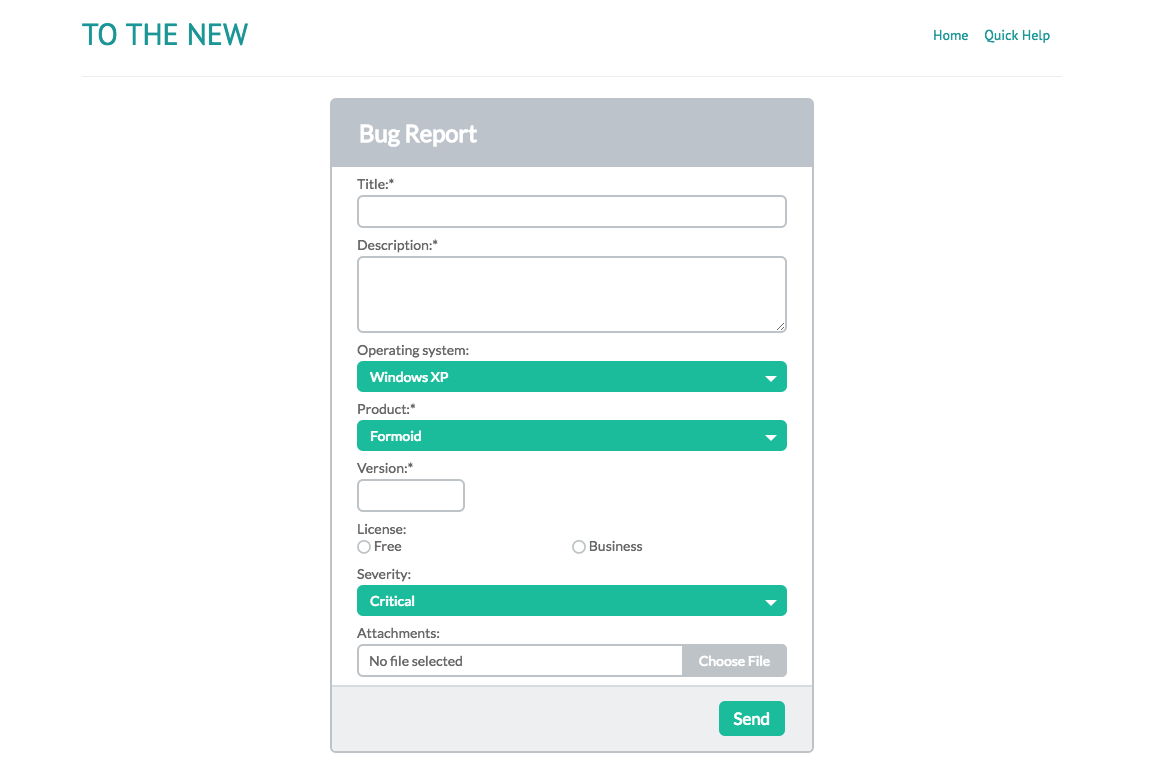 TO THE NEW
Home Quick Help
Bug Report
Title:*
Description:*
Operating system:
Windows XP
Product:*
Formoid
Version:*
License:
Free Business
Severity:
Critical
Attachments:
No file selected Choose File
Send